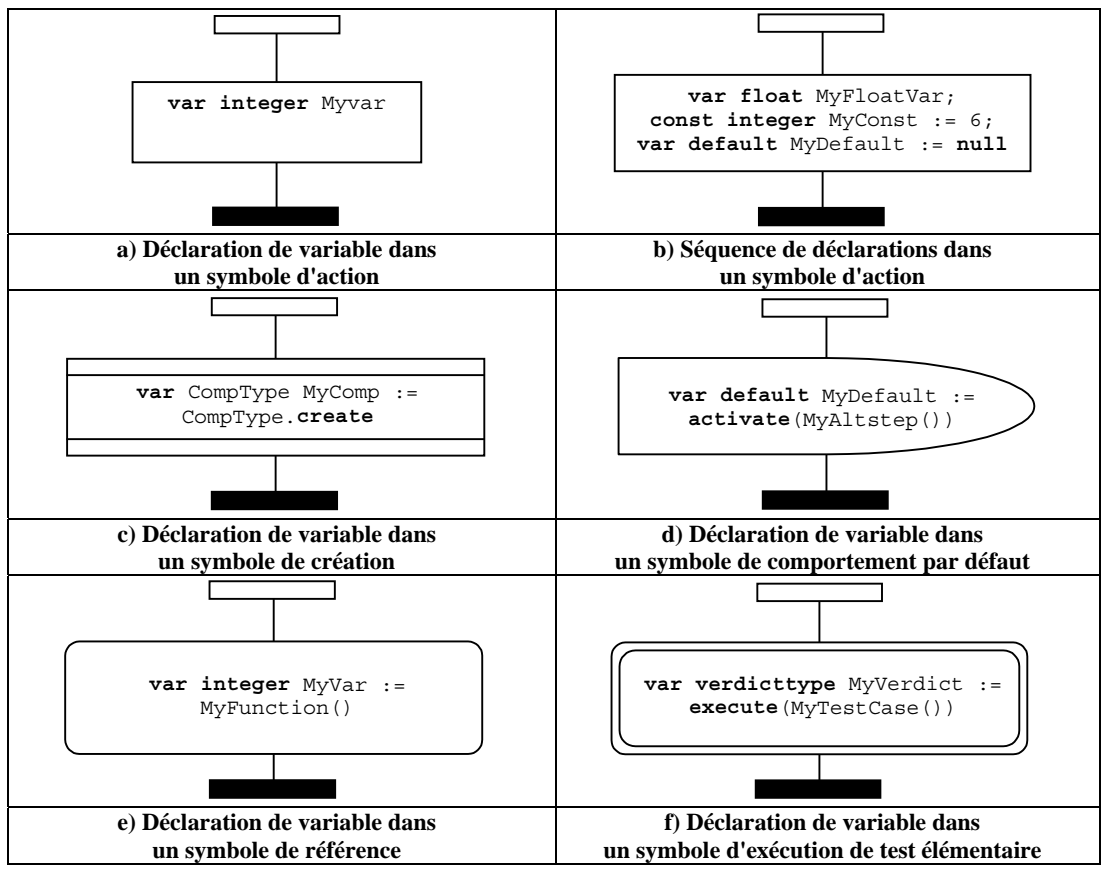 var integer Myvar
var float MyFloatVar;
const integer MyConst := 6;
var default MyDefault := null
a) Déclaration de variable dans
un symbole d'action
b) Séquence de déclarations dans
un symbole d'action
var CompType MyComp :=
CompType.create
var default MyDefault :=
activate(MyAltstep())
c) Déclaration de variable dans
un symbole de création
d) Déclaration de variable dans
un symbole de comportement par défaut
var integer MyVar :=
MyFunction()
var verdicttype MyVerdict :=
execute(MyTestCase())
e) Déclaration de variable dans
un symbole de référence
f) Déclaration de variable dans
un symbole d'exécution de test élémentaire